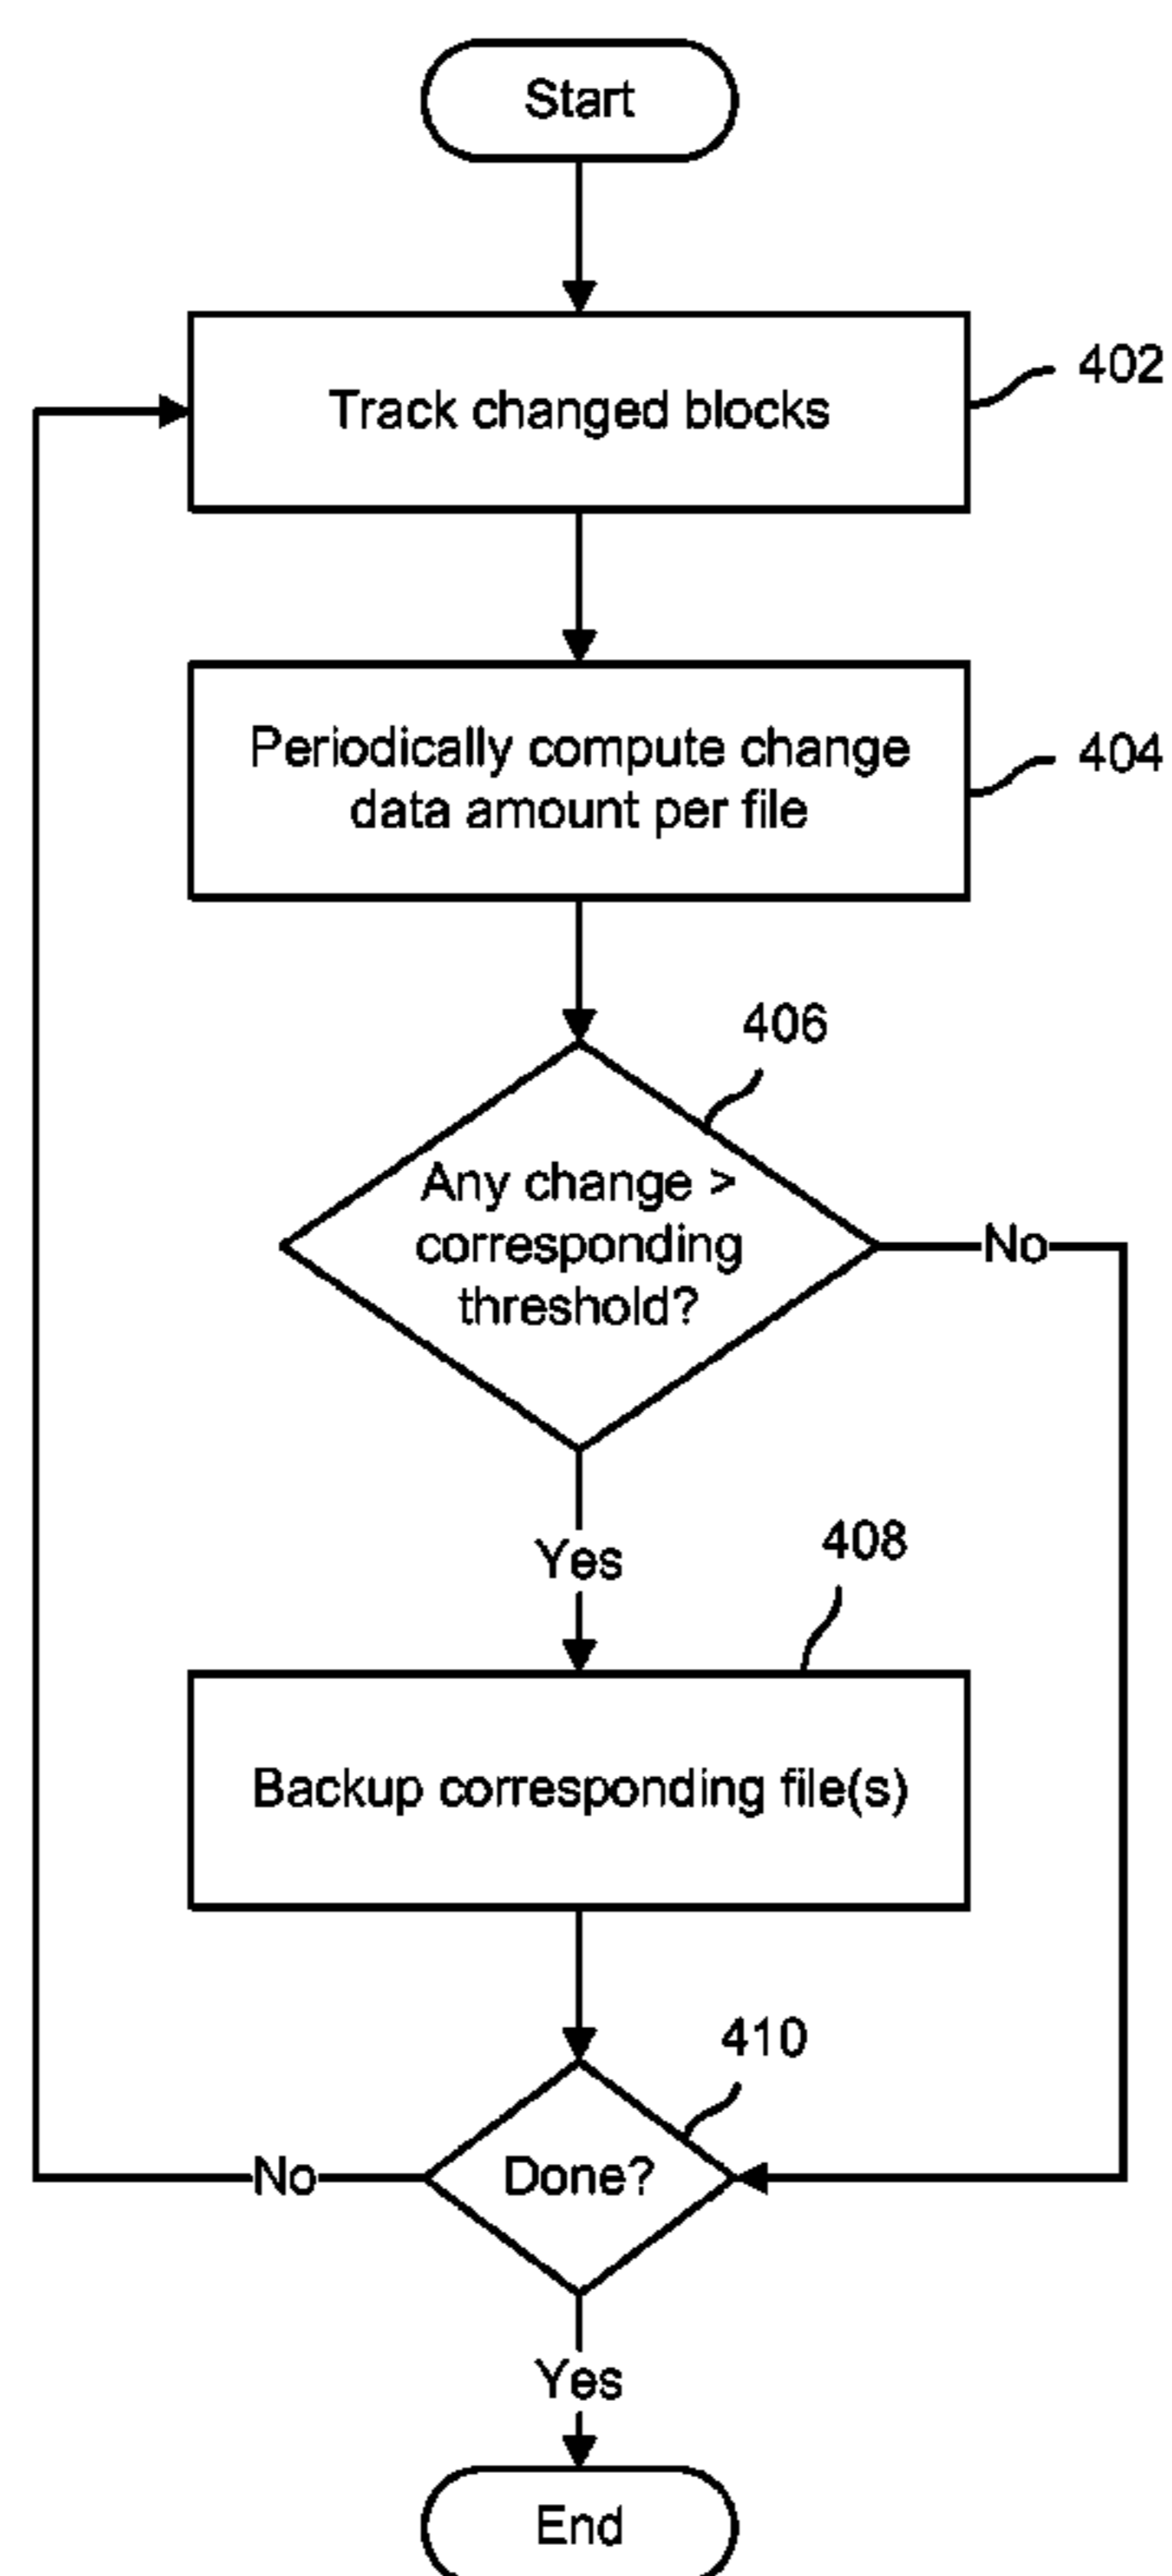 Start
Track changed blocks
402
Periodically compute change
data amount per file
404
406
Any change >
corresponding
threshold?
No
Yes
408
Backup corresponding file(s)
410
Done?
No
Yes
End